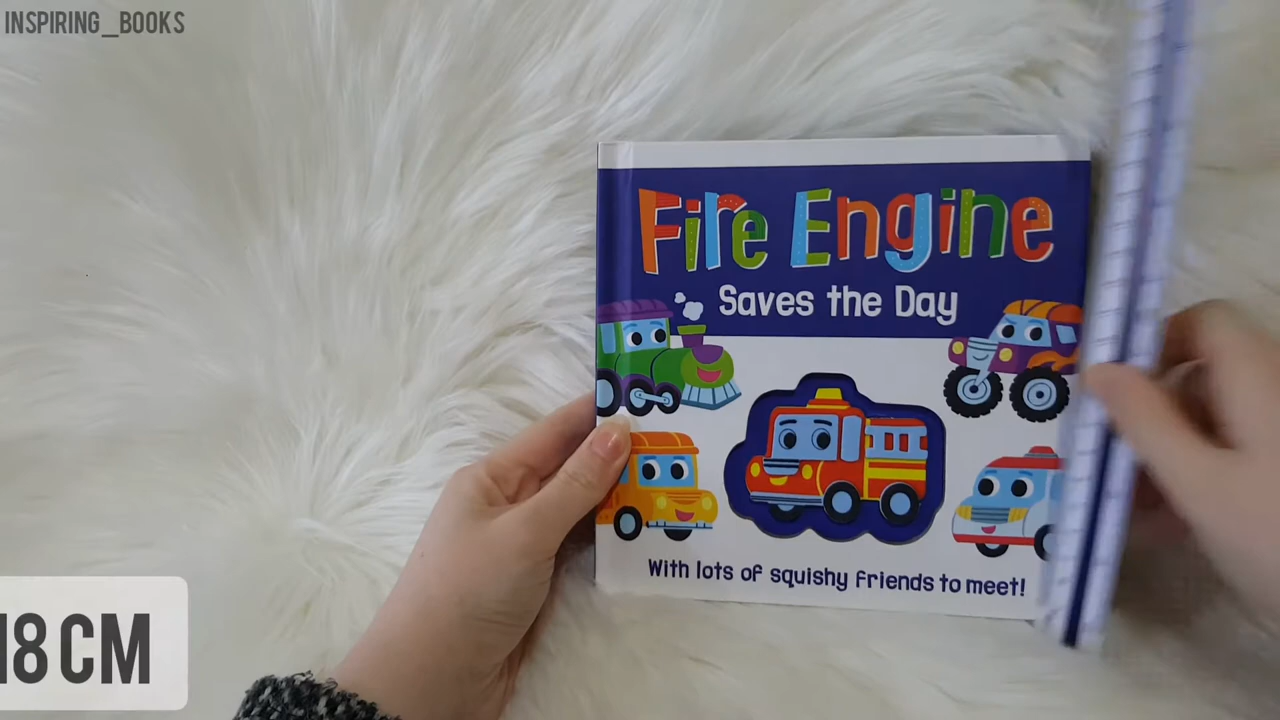 INSPIRING_BOOKS
Fire Engine
Saves the Day
With lots of squishy friends to meet!
18 CM